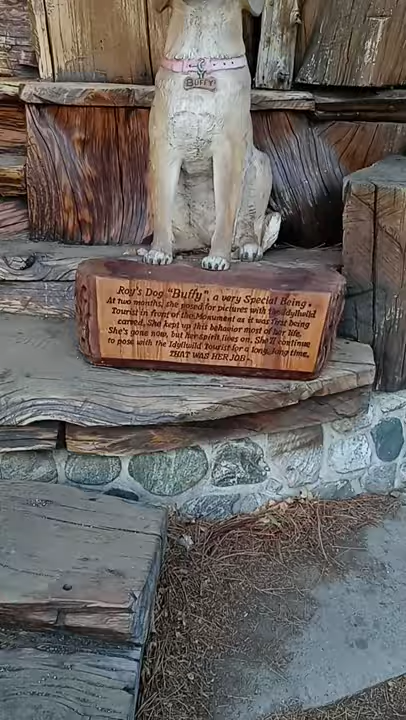 BUFFY
Roy's Dog "Buffy", a very Special Being.
At two months, she posed for pictures with the Idyllwild
Tourist in front of the Monument as it was first being
carved. She kept up this behavior most of her life.
She's gone now, but her spirit lives on. She'll continue
to pose with the Idyllwild tourist for a long, long time.
THAT WAS HER JOB